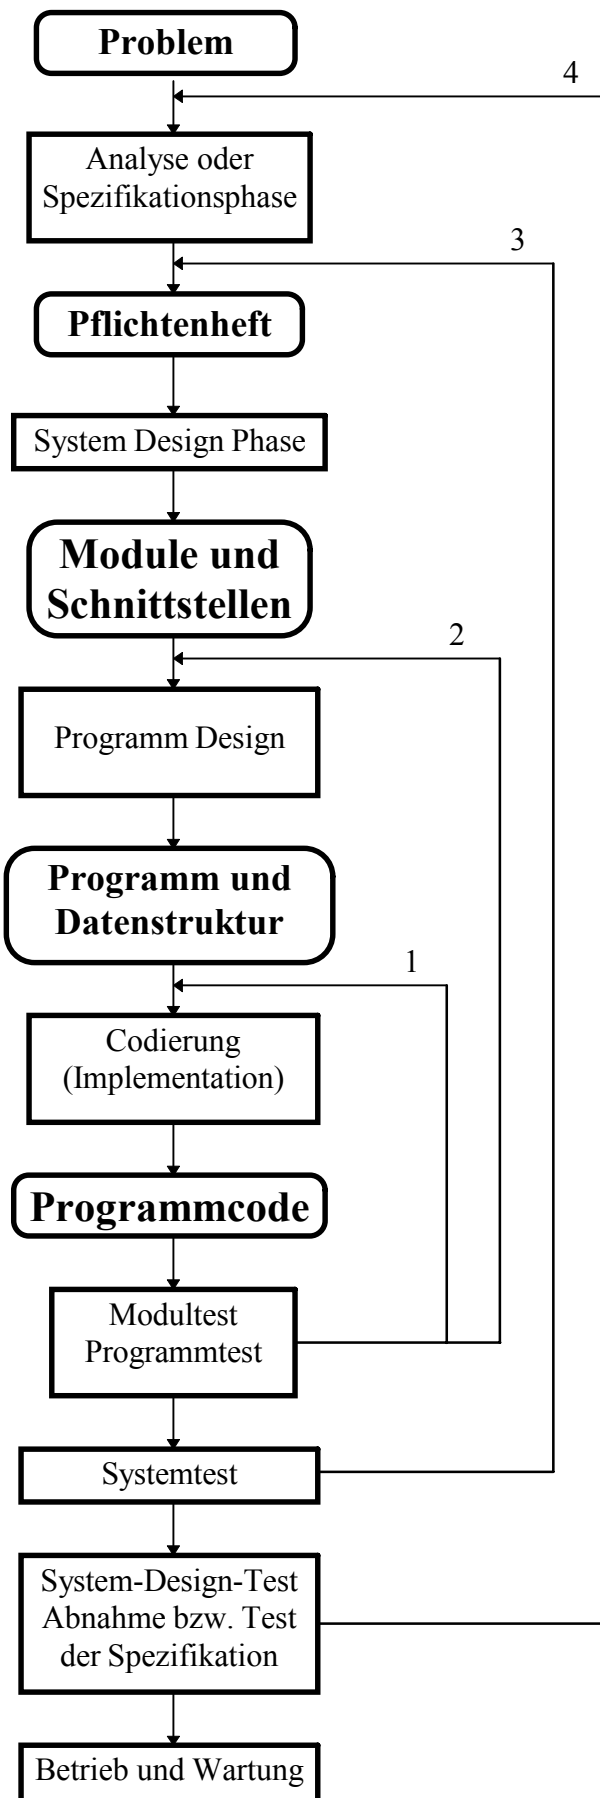 Problem
4
Analyse oder
Spezifikationsphase
3
Pflichtenheft
System Design Phase
Module und
Schnittstellen
2
Programm Design
Programm und
Datenstruktur
1
Codierung
(Implementation)
Programmcode
Modultest
Programmtest
Systemtest
System-Design-Test
Abnahme bzw. Test
der Spezifikation
Betrieb und Wartung